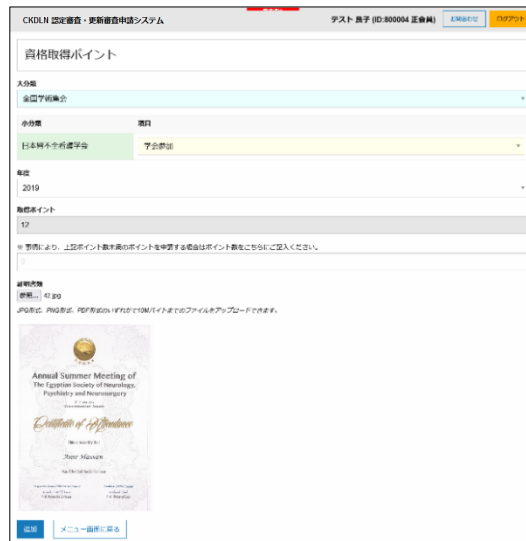 CKDLN 認定審査・更新審査申請システム
テスト 良子 (ID:800004 正会員)
お問合わせ
ログアウト
資格取得ポイント
大分類
全国学術集会
小分類
項目
日本腎不全看護学会
学会参加
年度
2019
取得ポイント
12
※ 事情により、上記ポイント数未満のポイントを申請する場合はポイント数をこちらにご記入ください。
0
証明書類
参照... 42.jpg
JPG形式、PNG形式、PDF形式のいずれかで10Mバイトまでのファイルをアップロードできます。
Annual Summer Meeting of
The Egyptian Society of Neurology,
Psychiatry and Neurosurgery
Certificate of Attendance
追加
メニュー画面に戻る